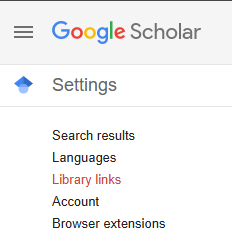 Google Scholar
Settings
Search results
Languages
Library links
Account
Browser extensions